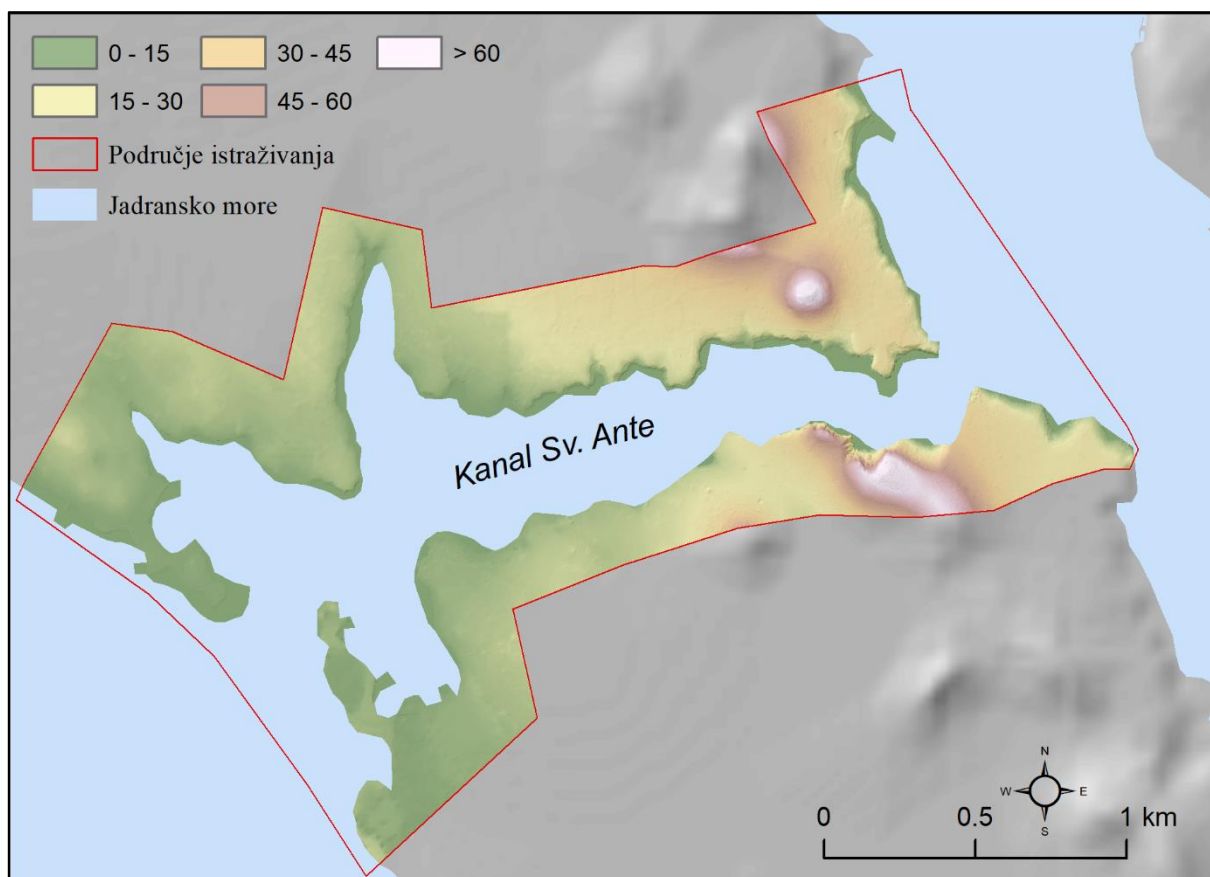 0 - 15
30 - 45
> 60
15 - 30
45 - 60
Područje istraživanja
Jadransko more
Kanal Sv. Ante
N
W
E
S
0
0.5
1 km